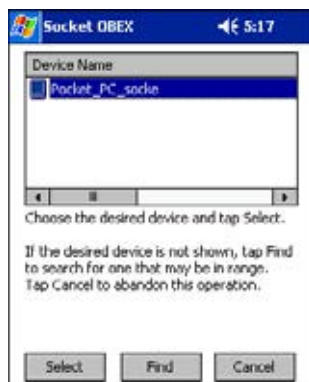 Socket OBEX 5:17
Device Name
Pocket_PC_socke
Choose the desired device and tap Select.
If the desired device is not shown, tap Find
to search for one that may be in range.
Tap Cancel to abandon this operation.
Select Find Cancel